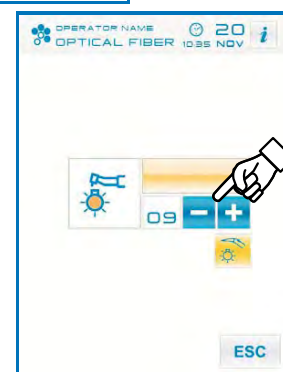 OPERATOR NAME
OPTICAL FIBER
10:35
20
NOV
i
09
-
+
ESC